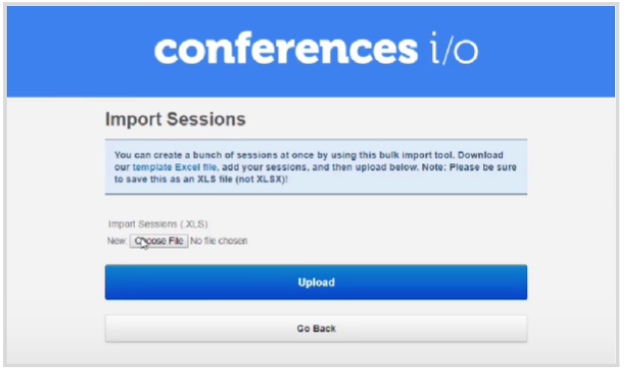 conferences i/o
Import Sessions
You can create a bunch of sessions at once by using this bulk import tool. Download
our template Excel file, add your sessions, and then upload below. Note: Please be sure
to save this as an XLS file (not XLSX)!
Import Sessions (.XLS)
New: Choose File No file chosen
Upload
Go Back